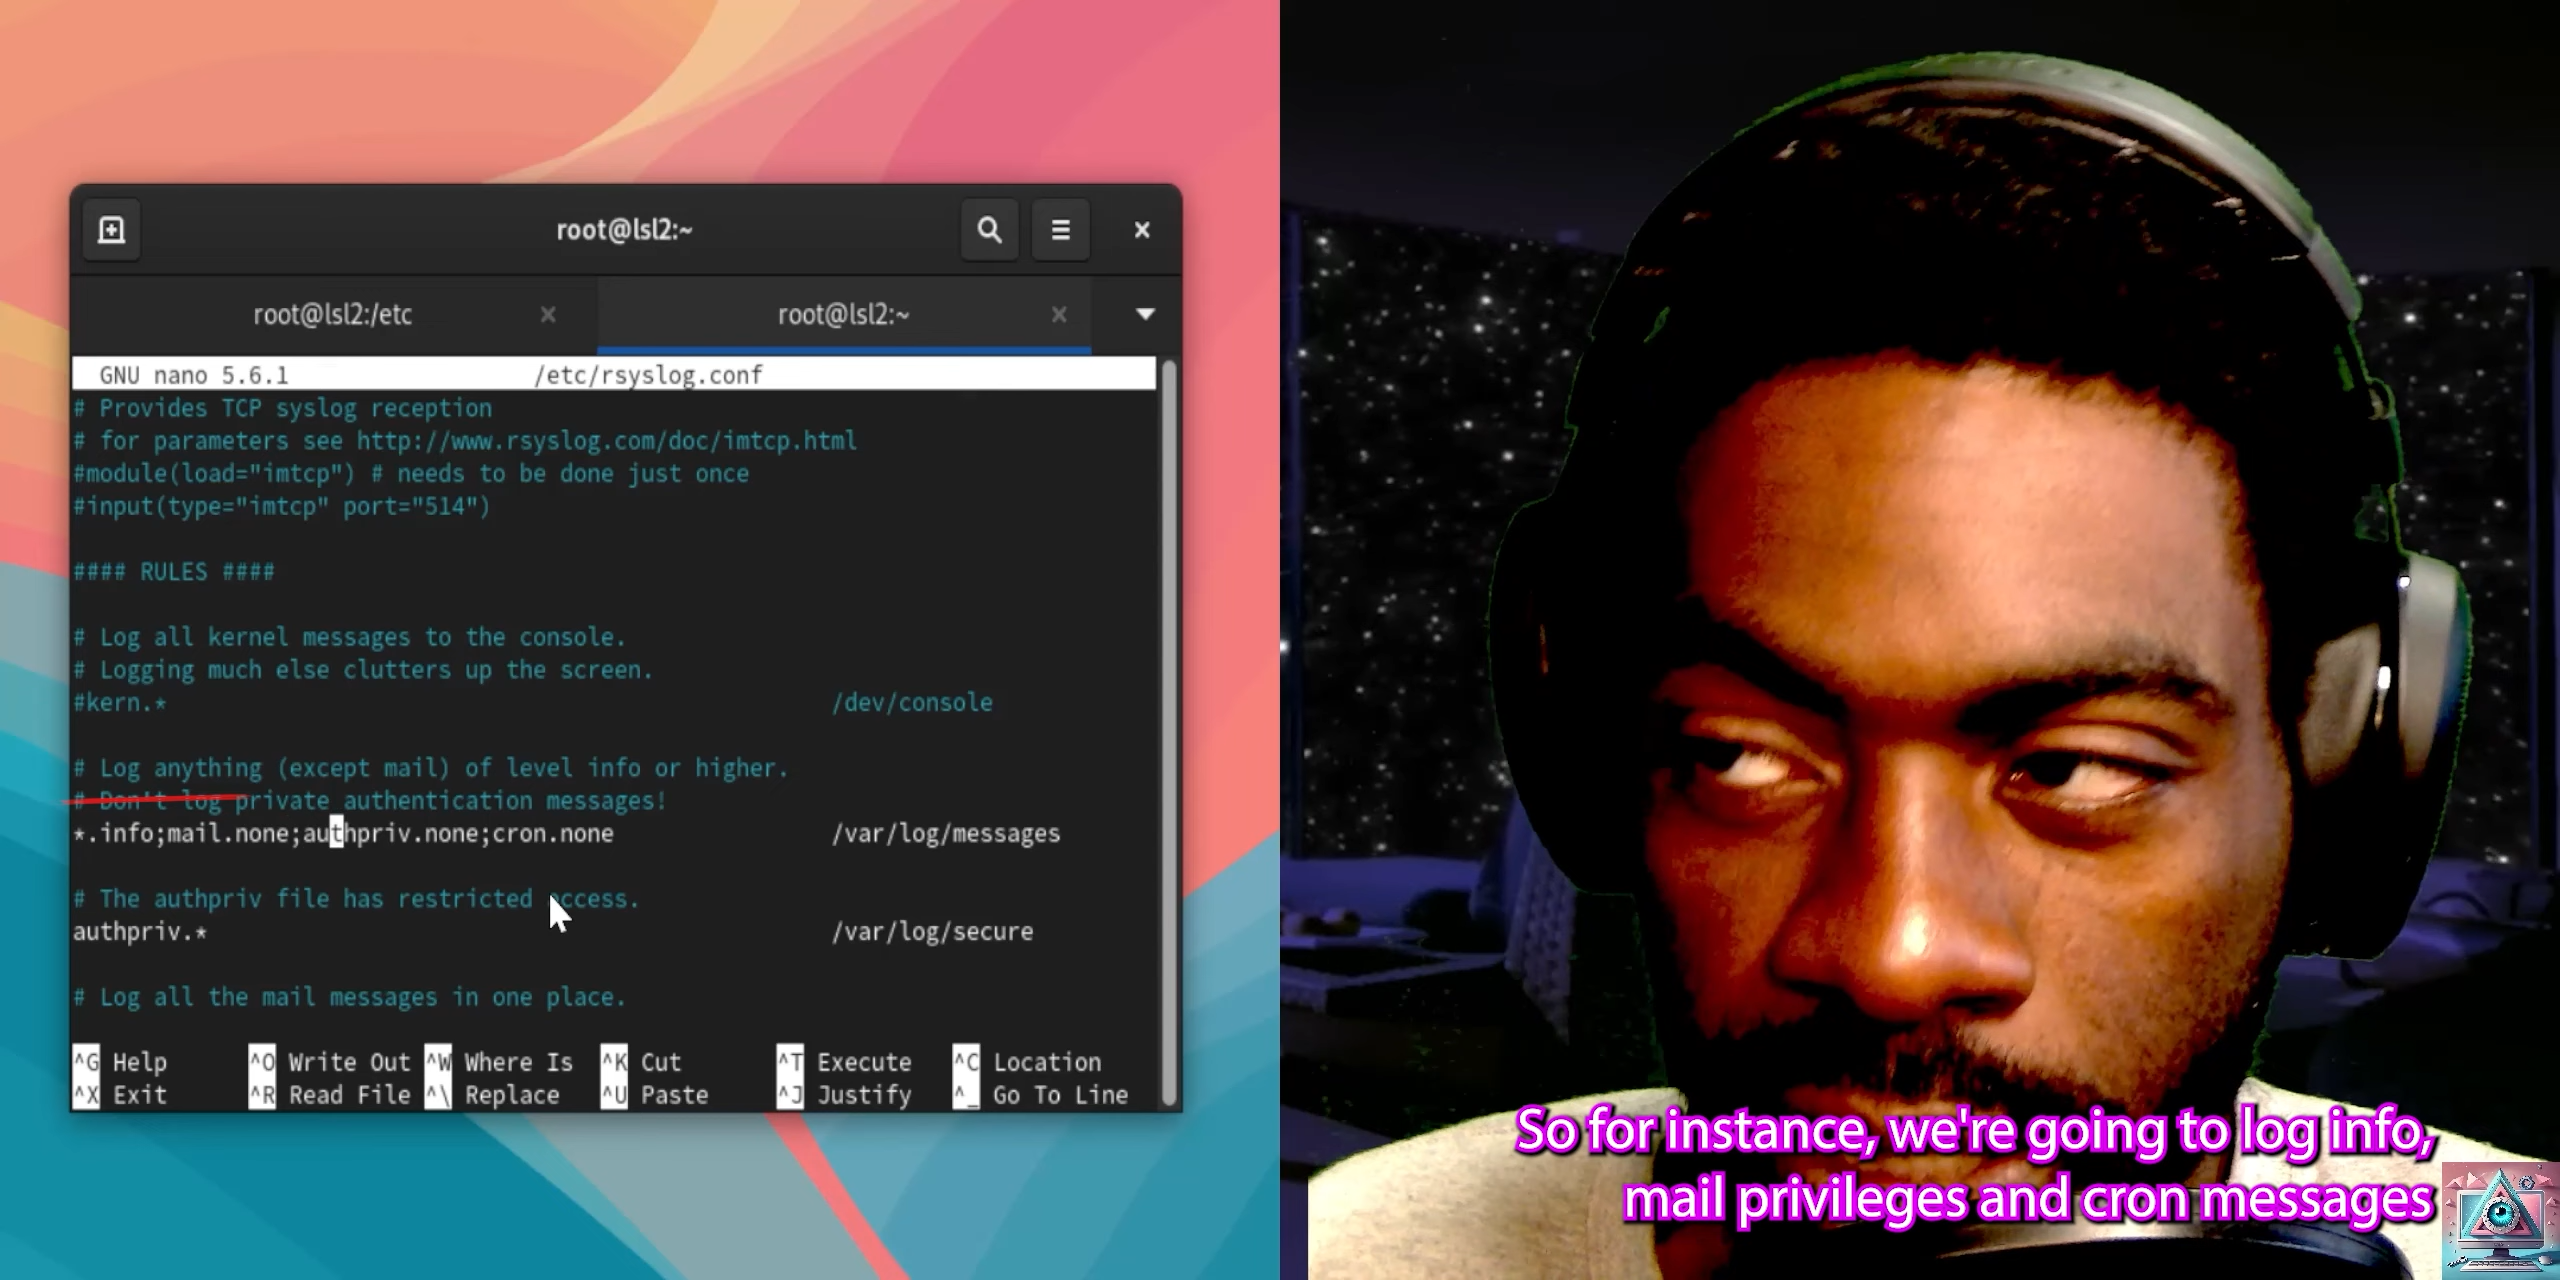 root@lsl2:~
root@lsl2:/etc
root@lsl2:~
GNU nano 5.6.1 /etc/rsyslog.conf
# Provides TCP syslog reception
# for parameters see http://www.rsyslog.com/doc/imtcp.html
#module(load="imtcp") # needs to be done just once
#input(type="imtcp" port="514")
#### RULES ####
# Log all kernel messages to the console.
# Logging much else clutters up the screen.
#kern.* /dev/console
# Log anything (except mail) of level info or higher.
# Don't log private authentication messages!
*.info;mail.none;authpriv.none;cron.none /var/log/messages
# The authpriv file has restricted access.
authpriv.* /var/log/secure
# Log all the mail messages in one place.
^G Help ^O Write Out ^W Where Is ^K Cut ^T Execute ^C Location
^X Exit ^R Read File ^\ Replace ^U Paste ^J Justify ^_ Go To Line
So for instance, we're going to log info,
mail privileges and cron messages